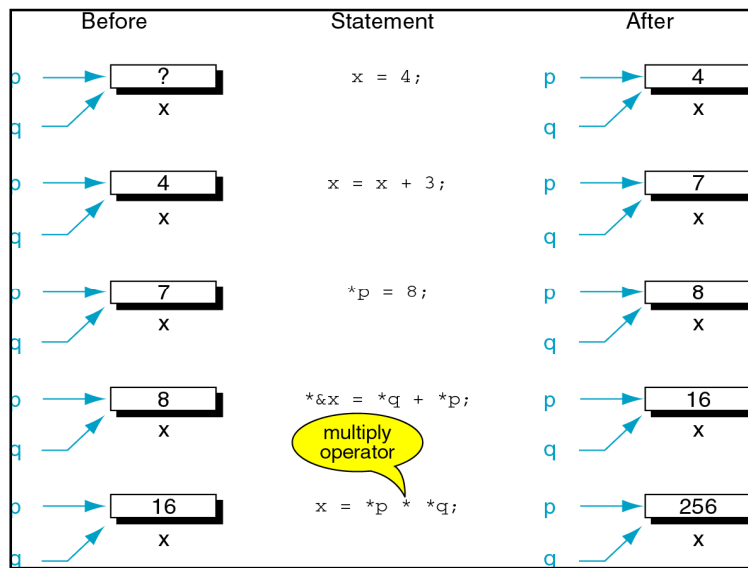 Before Statement After
p ? x = 4; p 4
x x
q q
p 4 x = x + 3; p 7
x x
q q
p 7 *p = 8; p 8
x x
q q
p 8 *&x = *q + *p; p 16
x x
q multiply q
operator
p 16 x = *p * *q; p 256
x x
q q